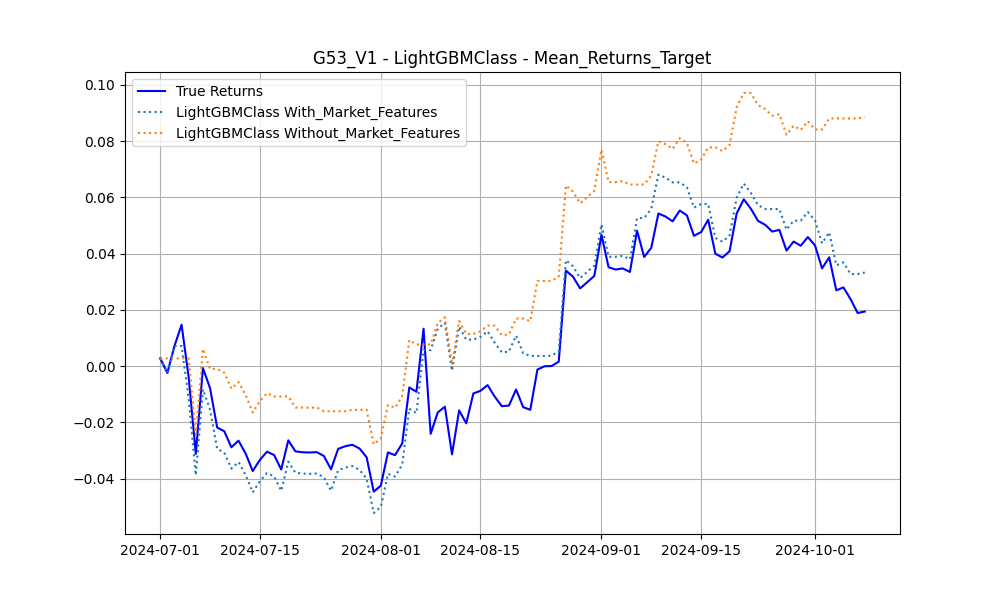 G53_V1 - LightGBMClass - Mean_Returns_Target
True Returns
LightGBMClass With_Market_Features
LightGBMClass Without_Market_Features
0.10
0.08
0.06
0.04
0.02
0.00
−0.02
−0.04
2024-07-01 2024-07-15 2024-08-01 2024-08-15 2024-09-01 2024-09-15 2024-10-01